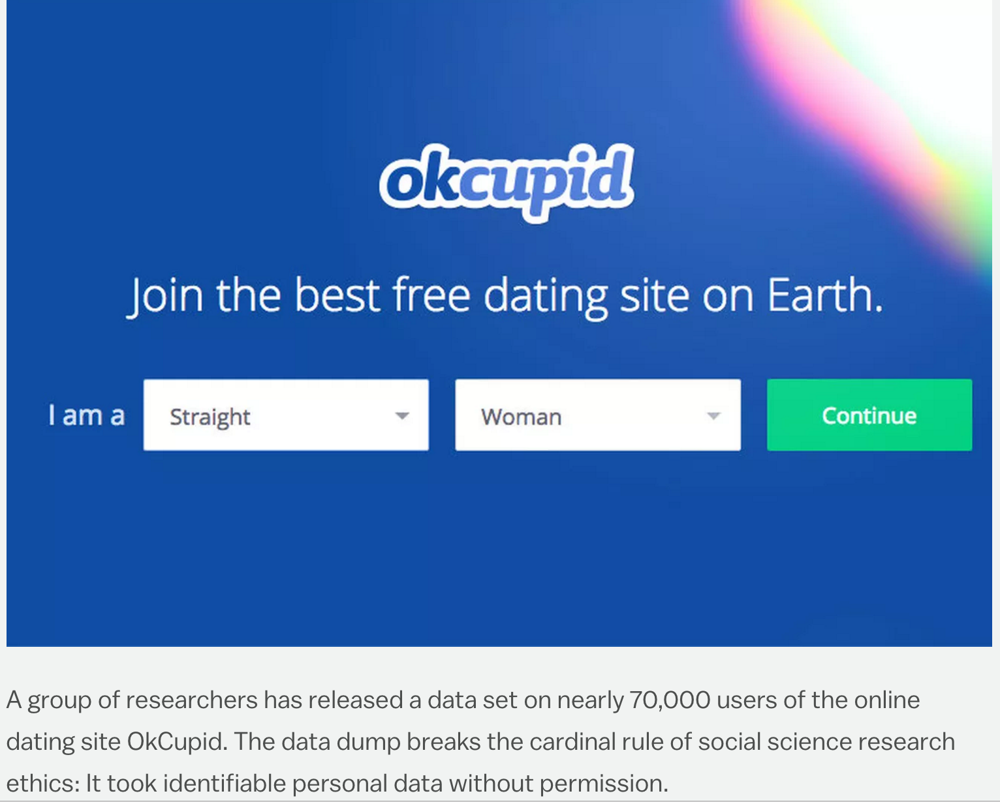 okcupid
Join the best free dating site on Earth.
I am a Straight Woman Continue
A group of researchers has released a data set on nearly 70,000 users of the online
dating site OkCupid. The data dump breaks the cardinal rule of social science research
ethics: It took identifiable personal data without permission.